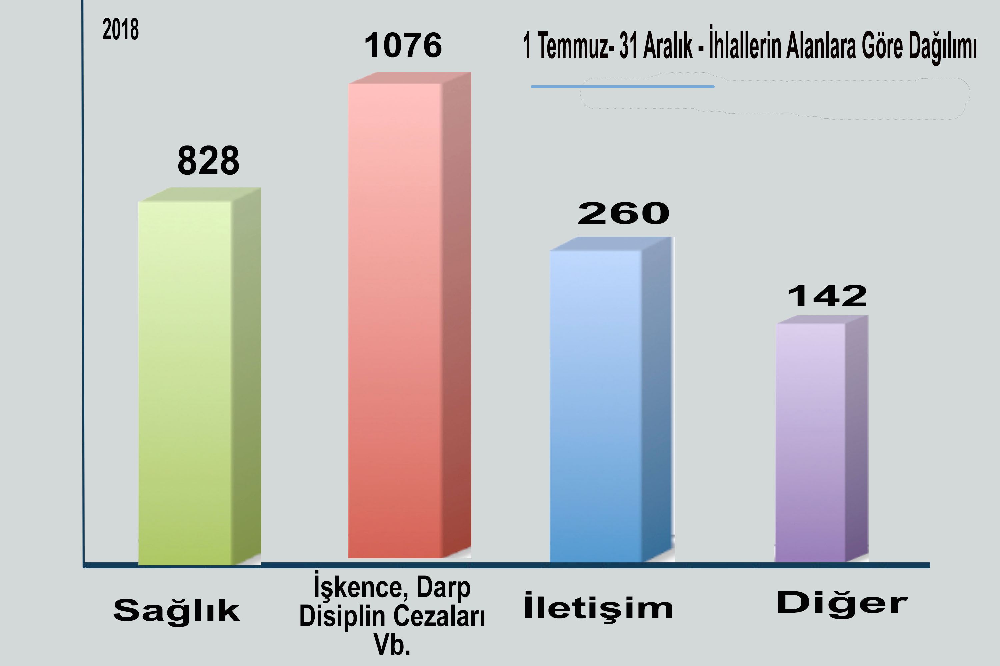 2018
1 Temmuz- 31 Aralık - İhlallerin Alanlara Göre Dağılımı
1076
828
260
142
Sağlık
İşkence, Darp
Disiplin Cezaları
Vb.
İletişim
Diğer